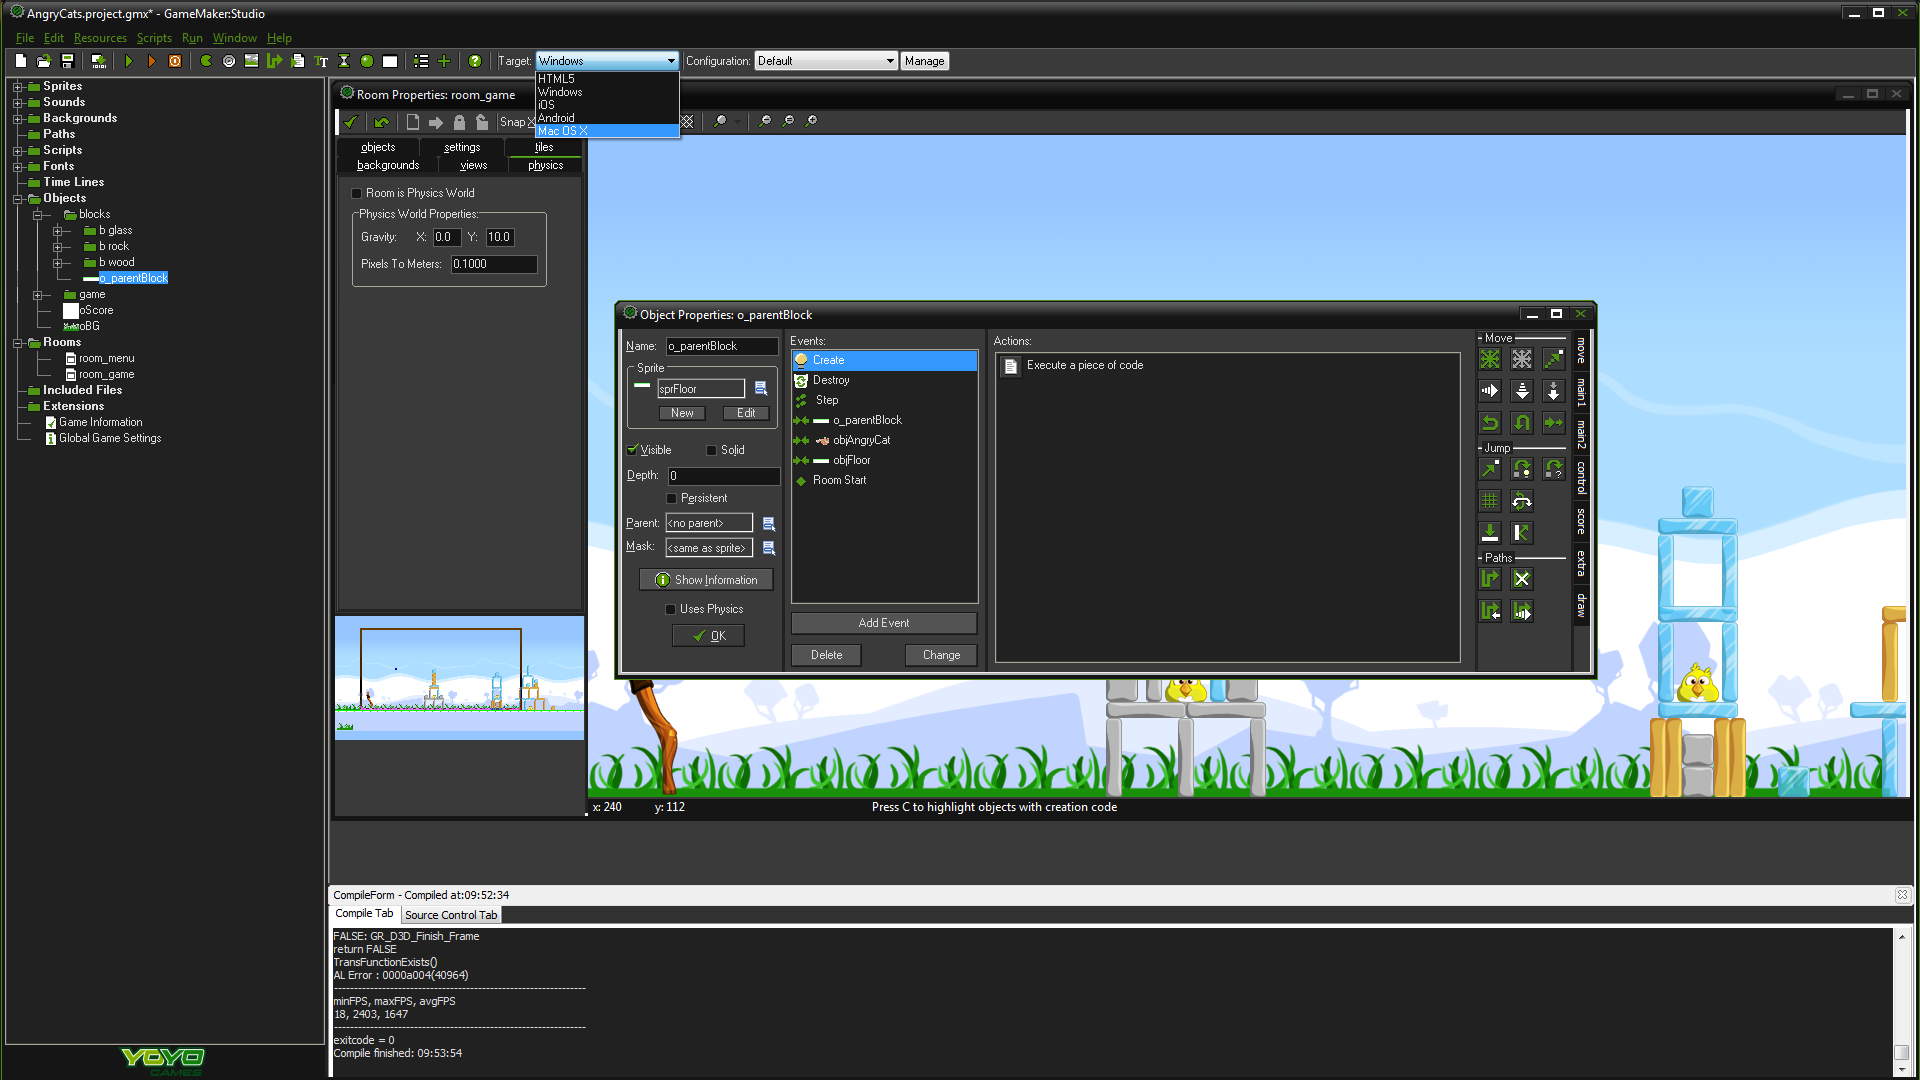 AngryCats.project.gmx* - GameMaker:Studio
File Edit Resources Scripts Run Window Help
Target: Windows Configuration: Default Manage
HTML5
Windows
iOS
Android
Mac OS X
Sprites
Sounds
Backgrounds
Paths
Scripts
Fonts
Time Lines
Objects
blocks
b glass
b rock
b wood
o_parentBlock
game
oScore
oBG
Rooms
room_menu
room_game
Included Files
Extensions
Game Information
Global Game Settings
YOYO
GAMES
Room Properties: room_game
Snap X
objects settings tiles
backgrounds views physics
Room is Physics World
Physics World Properties:
Gravity: X: 0.0 Y: 10.0
Pixels To Meters: 0.1000
Object Properties: o_parentBlock
Name: o_parentBlock
Sprite
sprFloor
New Edit
Visible Solid
Depth: 0
Persistent
Parent: <no parent>
Mask: <same as sprite>
Show Information
Uses Physics
OK
Events:
Create
Destroy
Step
o_parentBlock
objAngryCat
objFloor
Room Start
Add Event
Delete Change
Actions:
Execute a piece of code
Move
Jump
Paths
move
main1
main2
control
score
extra
draw
x: 240 y: 112 Press C to highlight objects with creation code
CompileForm - Compiled at:09:52:34
Compile Tab Source Control Tab
FALSE: GR_D3D_Finish_Frame
return FALSE
TransFunctionExists()
AL Error : 0000a004(40964)
minFPS, maxFPS, avgFPS
18, 2403, 1647
exitcode = 0
Compile finished: 09:53:54